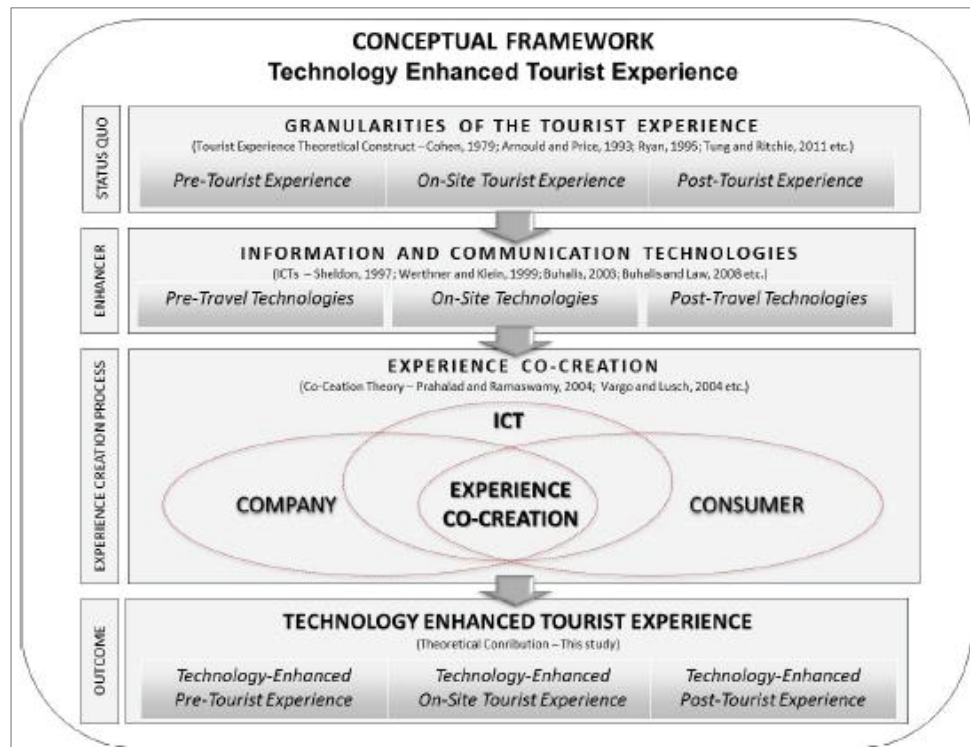 CONCEPTUAL FRAMEWORK
Technology Enhanced Tourist Experience
STATUS QUO
GRANULARITIES OF THE TOURIST EXPERIENCE
(Tourist Experience Theoretical Construct – Cohen, 1979; Arnould and Price, 1993; Ryan, 1995; Tung and Ritchie, 2011 etc.)
Pre-Tourist Experience
On-Site Tourist Experience
Post-Tourist Experience
ENHANCER
INFORMATION AND COMMUNICATION TECHNOLOGIES
(ICTs – Sheldon, 1997; Werthner and Klein, 1999; Buhalis, 2003; Buhalis and Law, 2008 etc.)
Pre-Travel Technologies
On-Site Technologies
Post-Travel Technologies
EXPERIENCE CREATION PROCESS
EXPERIENCE CO-CREATION
(Co-Ceation Theory – Prahalad and Ramaswamy, 2004; Vargo and Lusch, 2004 etc.)
ICT
COMPANY
EXPERIENCE
CO-CREATION
CONSUMER
OUTCOME
TECHNOLOGY ENHANCED TOURIST EXPERIENCE
(Theoretical Conribution – This study)
Technology-Enhanced
Pre-Tourist Experience
Technology-Enhanced
On-Site Tourist Experience
Technology-Enhanced
Post-Tourist Experience